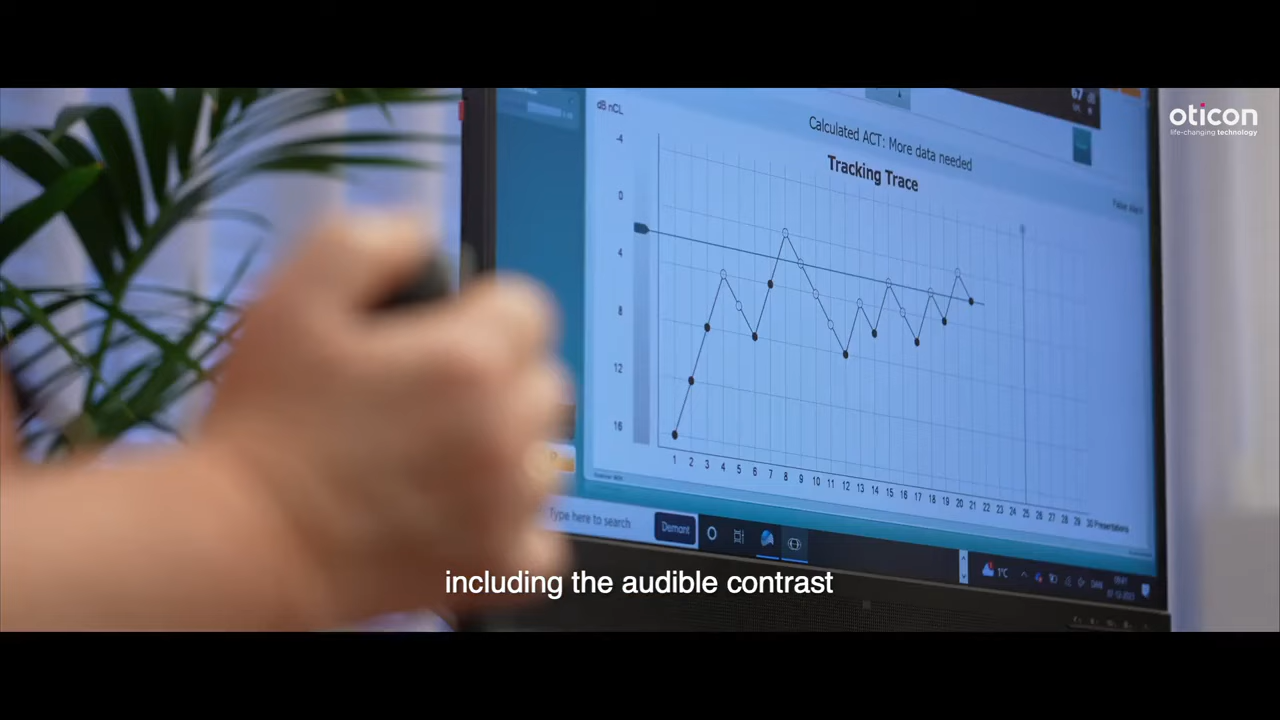 oticon
life-changing technology
dB nCL
Calculated ACT: More data needed
Tracking Trace
-4
0
4
8
12
16
1 2 3 4 5 6 7 8 9 10 11 12 13 14 15 16 17 18 19 20 21 22 23 24 25 26 27 28 29 30 Presentations
Type here to search
Demant
1°C
including the audible contrast